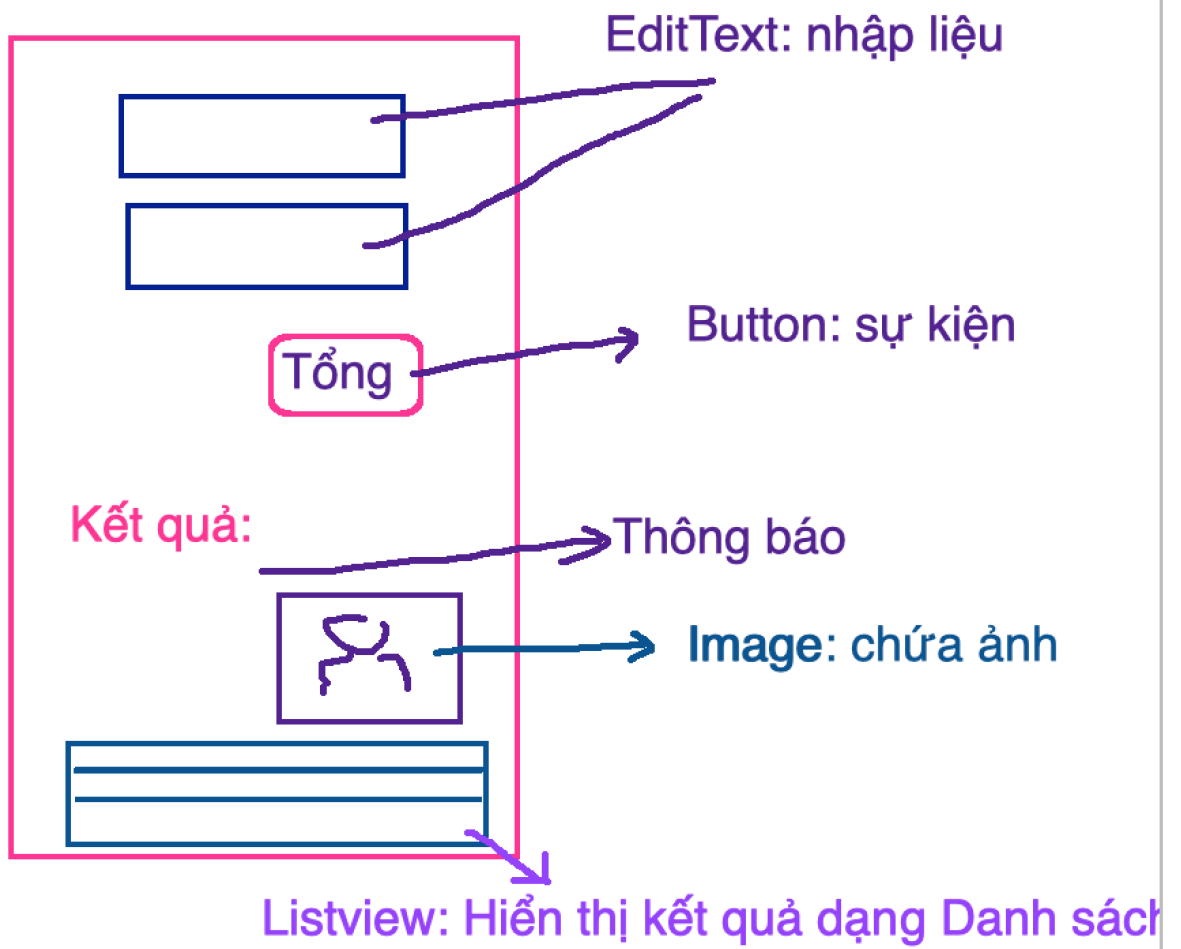 EditText: nhập liệu
Button: sự kiện
Tổng
Kết quả:
Thông báo
Image: chứa ảnh
Listview: Hiển thị kết quả dạng Danh sách